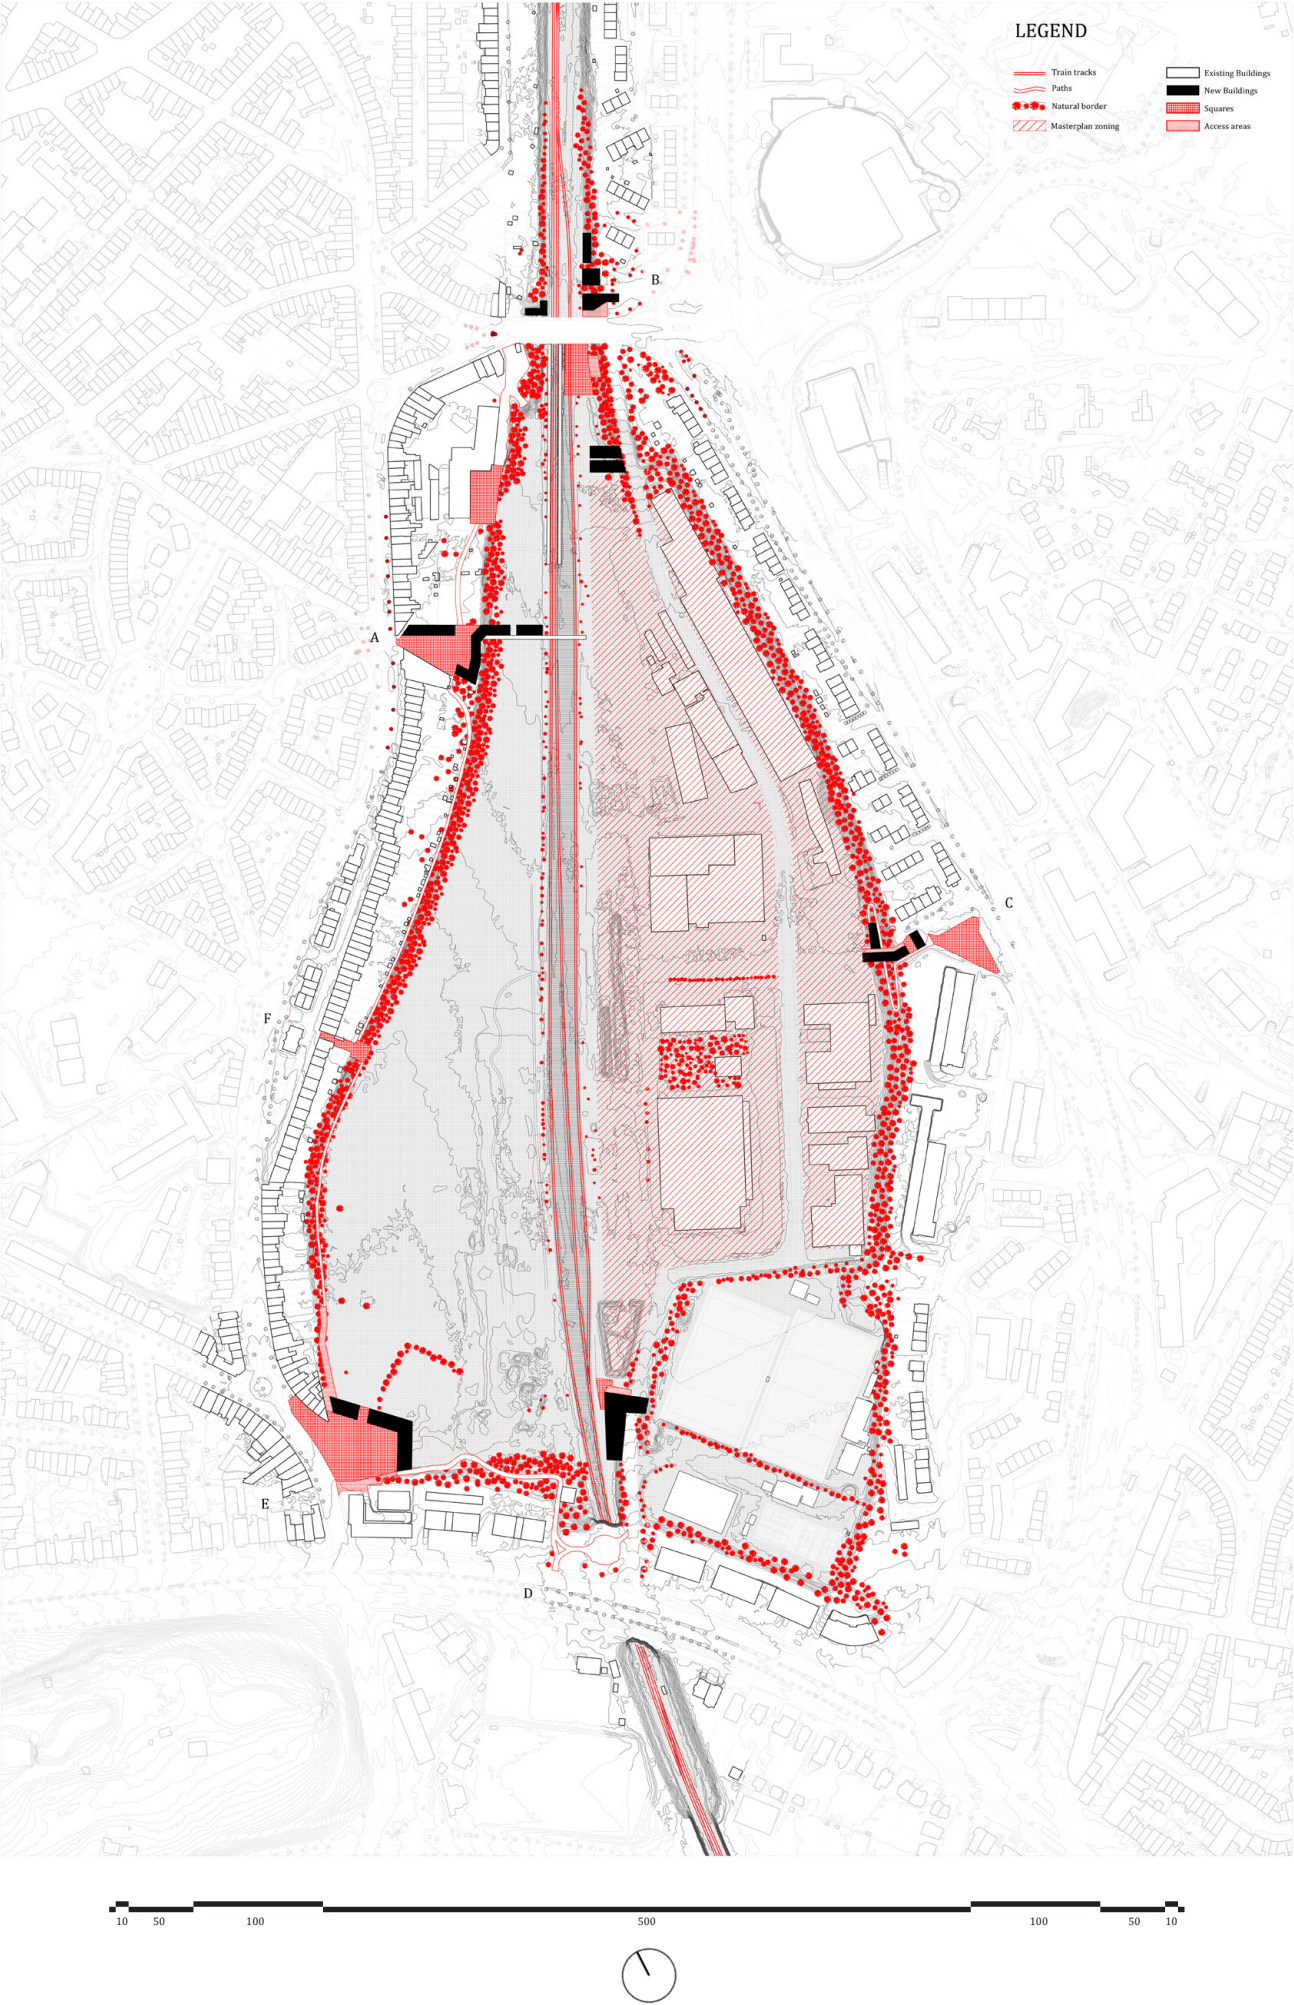 LEGEND
Train tracks
Paths
Natural border
Masterplan zoning
Existing Buildings
New Buildings
Squares
Access areas
B
A
C
F
E
D
10 50 100 500 100 50 10